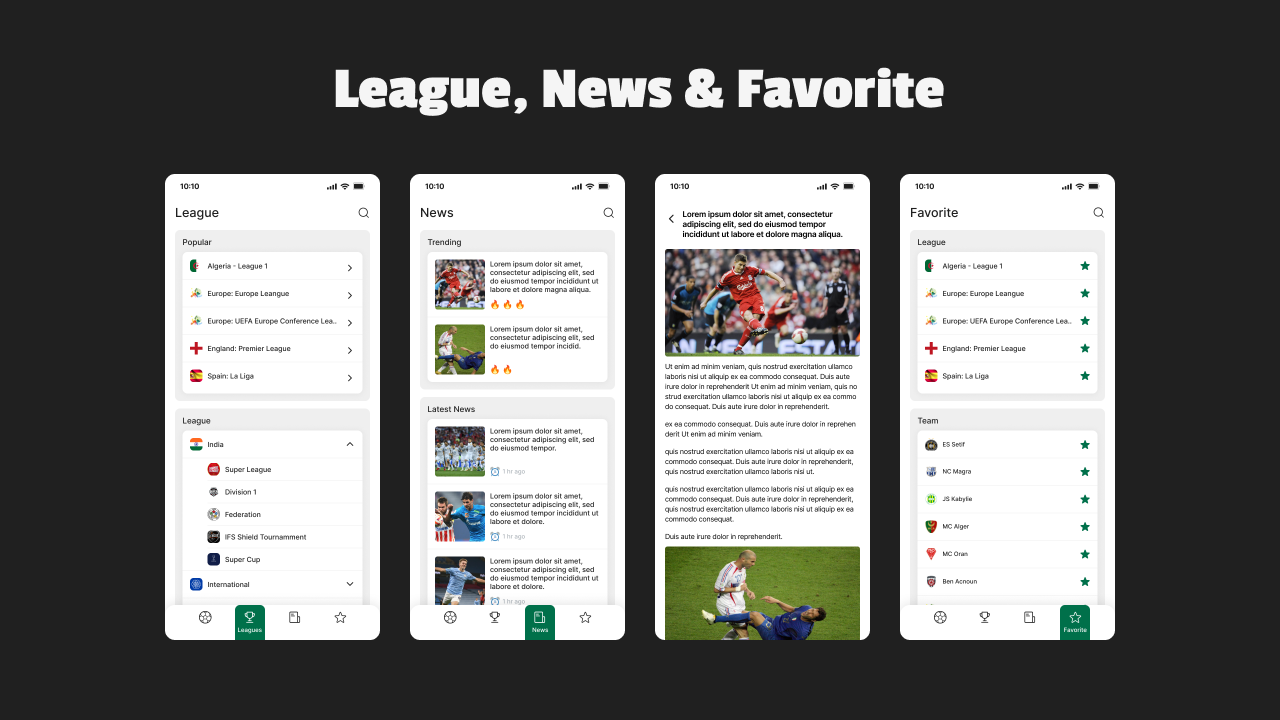 League, News & Favorite
10:10
League
Popular
Algeria - League 1
Europe: Europe Leangue
Europe: UEFA Europe Conference Lea..
England: Premier League
Spain: La Liga
League
India
Super League
Division 1
Federation
IFS Shield Tournamment
Super Cup
International
Leagues
10:10
News
Trending
Lorem ipsum dolor sit amet,
consectetur adipiscing elit, sed
do eiusmod tempor incididunt ut
labore et dolore magna aliqua.
Lorem ipsum dolor sit amet,
consectetur adipiscing elit, sed
do eiusmod tempor incidid.
Latest News
Lorem ipsum dolor sit amet,
consectetur adipiscing elit, sed
do eiusmod tempor.
1 hr ago
Lorem ipsum dolor sit amet,
consectetur adipiscing elit, sed
do eiusmod tempor incididunt ut
labore et dolore.
1 hr ago
Lorem ipsum dolor sit amet,
consectetur adipiscing elit, sed
do eiusmod tempor incididunt ut
labore et dolore.
1 hr ago
News
10:10
Lorem ipsum dolor sit amet, consectetur
adipiscing elit, sed do eiusmod tempor
incididunt ut labore et dolore magna aliqua.
Carlsberg
Ut enim ad minim veniam, quis nostrud exercitation ullamco
laboris nisi ut aliquip ex ea commodo consequat. Duis aute
irure dolor in reprehenderit Ut enim ad minim veniam, quis no
strud exercitation ullamco laboris nisi ut aliquip ex ea commo
do consequat. Duis aute irure dolor in reprehenderit.
ex ea commodo consequat. Duis aute irure dolor in reprehen
derit Ut enim ad minim veniam.
quis nostrud exercitation ullamco laboris nisi ut aliquip ex ea
commodo consequat. Duis aute irure dolor in reprehenderit,
quis nostrud exercitation ullamco laboris nisi ut.
quis nostrud exercitation ullamco laboris nisi ut aliquip ex ea
commodo consequat. Duis aute irure dolor in reprehenderit,
quis nostrud exercitation ullamco laboris nisi ut aliquip ex ea
commodo consequat.
Duis aute irure dolor in reprehenderit.
10:10
Favorite
League
Algeria - League 1
Europe: Europe Leangue
Europe: UEFA Europe Conference Lea..
England: Premier League
Spain: La Liga
Team
ES Setif
NC Magra
JS Kabylie
MC Alger
MC Oran
Ben Acnoun
Favorite